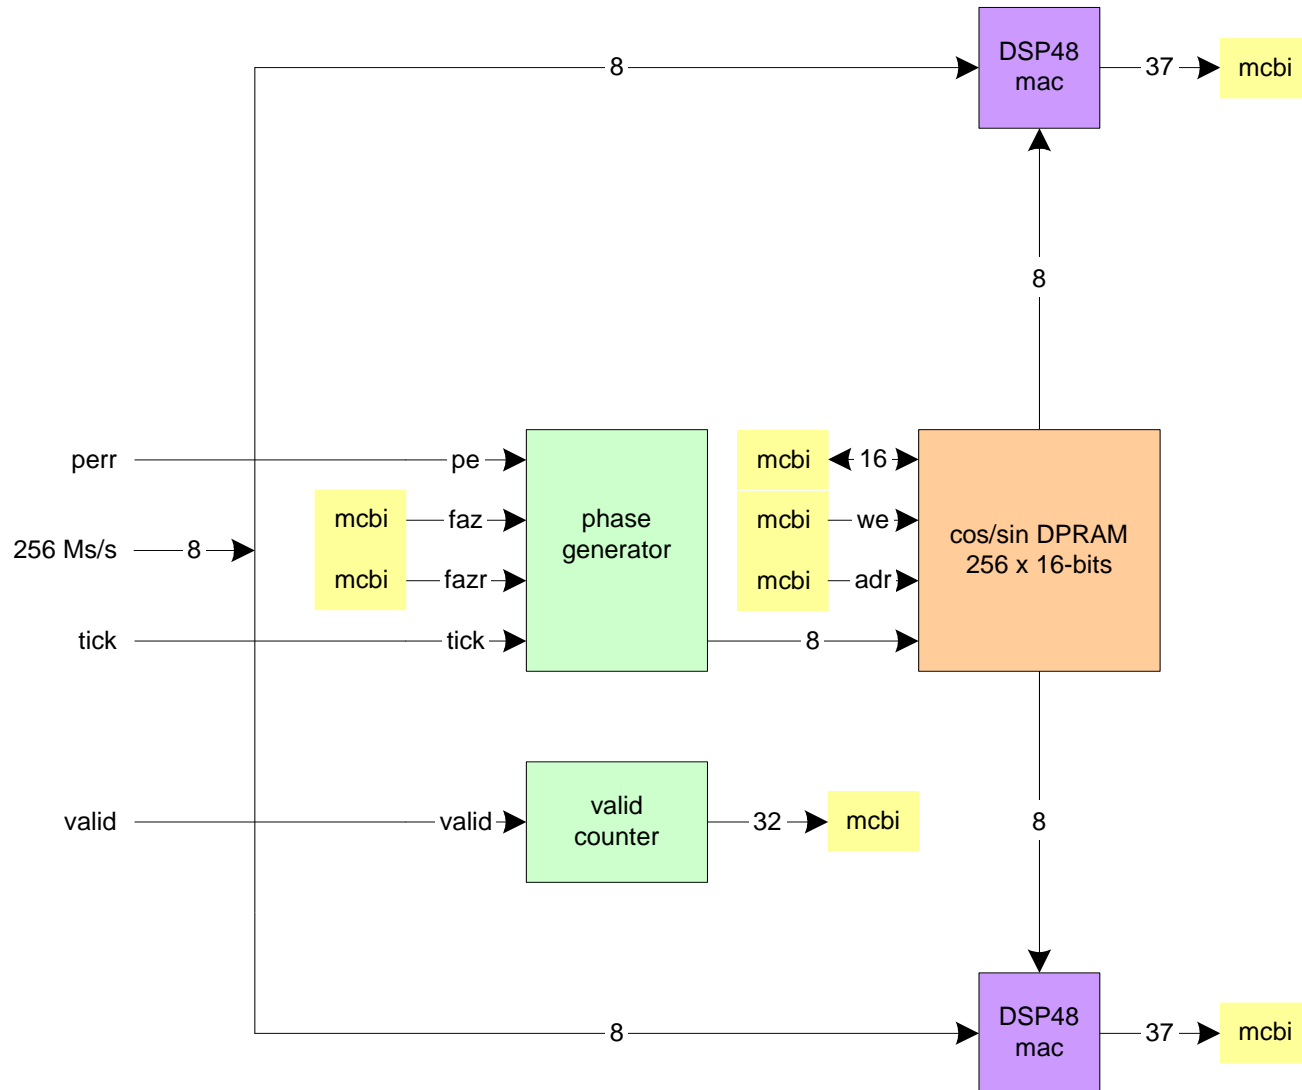 DSP48
mac
8
37
mcbi
8
perr
pe
mcbi
16
mcbi
faz
phase
generator
mcbi
we
cos/sin DPRAM
256 x 16-bits
256 Ms/s
8
mcbi
fazr
mcbi
adr
tick
tick
8
valid
valid
valid
counter
32
mcbi
8
DSP48
mac
8
37
mcbi